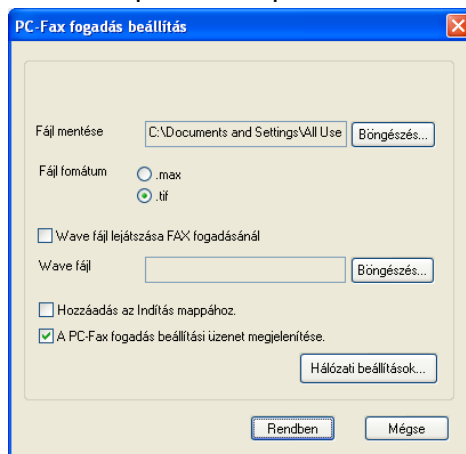 PC-Fax fogadás beállítás
Fájl mentése C:\Documents and Settings\All Use Böngészés...
Fájl fomátum .max
.tif
Wave fájl lejátszása FAX fogadásánál
Wave fájl Böngészés...
Hozzáadás az Indítás mappához.
A PC-Fax fogadás beállítási üzenet megjelenítése.
Hálózati beállítások...
Rendben Mégse